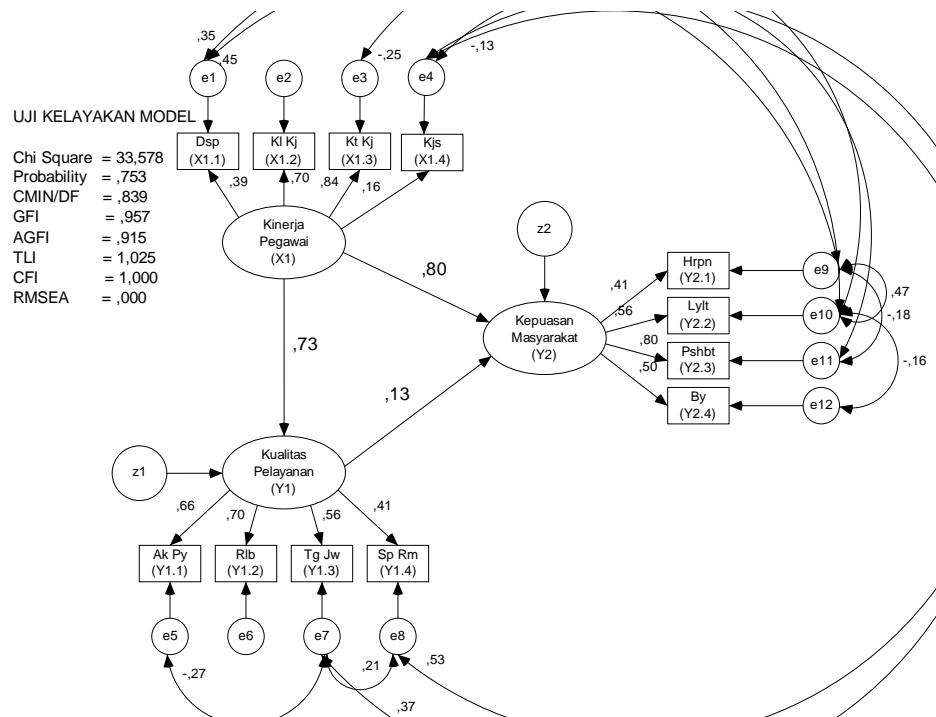 ,35
,45
-,25
-,13
e1
e2
e3
e4
UJI KELAYAKAN MODEL
Chi Square = 33,578
Probability = ,753
CMIN/DF = ,839
GFI = ,957
AGFI = ,915
TLI = 1,025
CFI = 1,000
RMSEA = ,000
Dsp
(X1.1)
Kl Kj
(X1.2)
Kt Kj
(X1.3)
Kjs
(X1.4)
,39
,70
,84
,16
Kinerja
Pegawai
(X1)
z2
,80
,73
,13
Kepuasan
Masyarakat
(Y2)
,41
,56
,80
,50
Hrpn
(Y2.1)
Lylt
(Y2.2)
Pshbt
(Y2.3)
By
(Y2.4)
e9
e10
e11
e12
,47
-,18
-,16
z1
Kualitas
Pelayanan
(Y1)
,66
,70
,56
,41
Ak Py
(Y1.1)
Rlb
(Y1.2)
Tg Jw
(Y1.3)
Sp Rm
(Y1.4)
e5
e6
e7
e8
-,27
,21
,53
,37